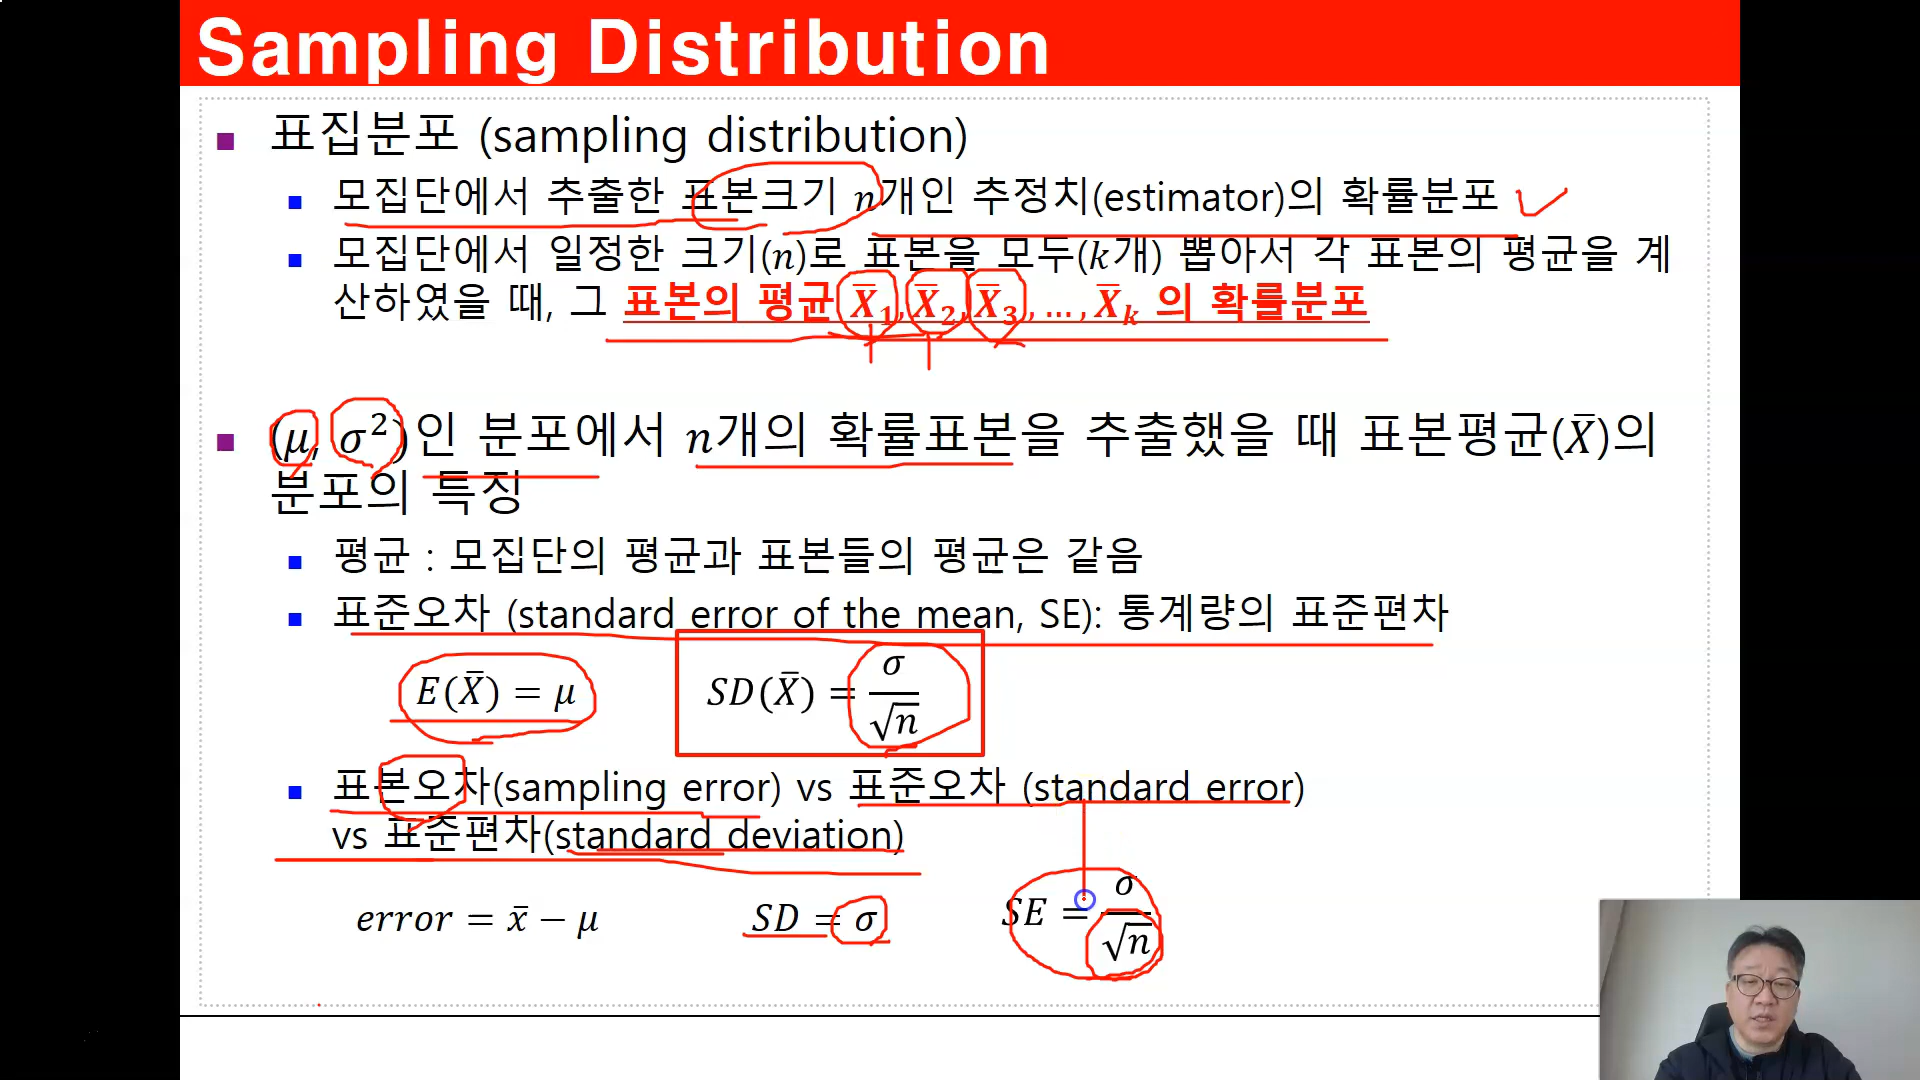 Sampling Distribution
표집분포 (sampling distribution)
모집단에서 추출한 표본크기 n개인 추정치(estimator)의 확률분포
모집단에서 일정한 크기(n)로 표본을 모두(k개) 뽑아서 각 표본의 평균을 계
산하였을 때, 그 표본의 평균 X̄₁, X̄₂, X̄₃, ..., X̄ₖ 의 확률분포
(μ, σ²)인 분포에서 n개의 확률표본을 추출했을 때 표본평균(X̄)의
분포의 특징
평균 : 모집단의 평균과 표본들의 평균은 같음
표준오차 (standard error of the mean, SE): 통계량의 표준편차
E(X̄) = μ SD(X̄) = σ/√n
표본오차(sampling error) vs 표준오차 (standard error)
vs 표준편차(standard deviation)
error = x̄ − μ SD = σ SE = σ/√n